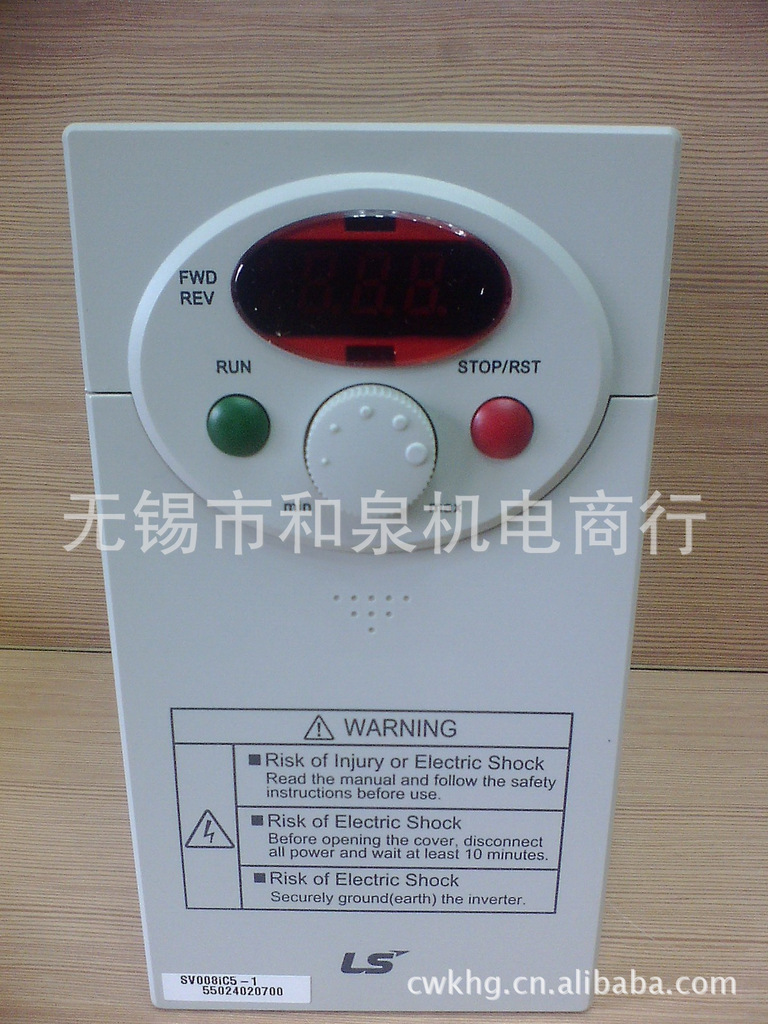 FWD
REV
RUN
STOP/RST
min
max
无锡市和泉机电商行
WARNING
Risk of Injury or Electric Shock
Read the manual and follow the safety
instructions before use.
Risk of Electric Shock
Before opening the cover, disconnect
all power and wait at least 10 minutes.
Risk of Electric Shock
Securely ground(earth) the inverter.
LS
SV008iC5-1
55024020700
cwkhg.cn.alibaba.com